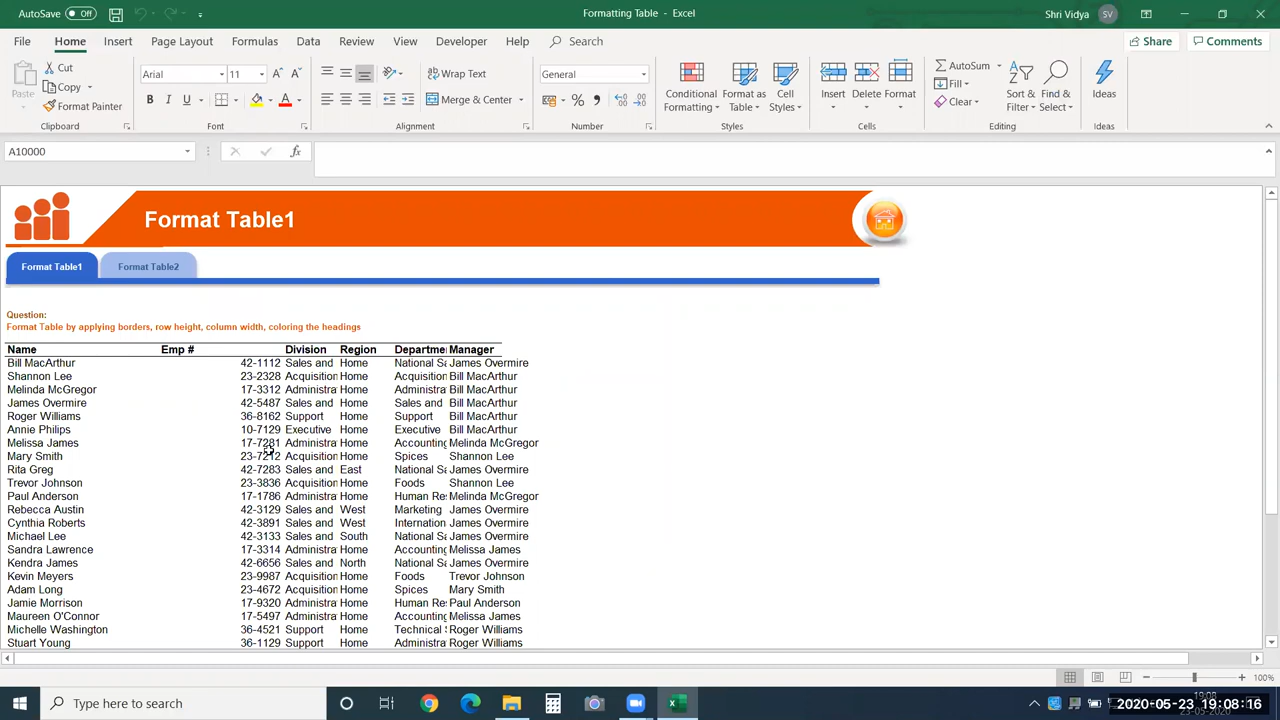 AutoSave Off Formatting Table - Excel Shri Vidya SV
File Home Insert Page Layout Formulas Data Review View Developer Help Search Share Comments
Paste Cut Copy Format Painter Clipboard
Arial 11 B I U A Font
Wrap Text Merge & Center Alignment
General % Number
Conditional Formatting Format as Table Cell Styles Styles
Insert Delete Format Cells
AutoSum Fill Clear Sort & Filter Find & Select Editing
Ideas Ideas
A10000 fx
Format Table1
Format Table1 Format Table2
Question:
Format Table by applying borders, row height, column width, coloring the headings
Name Emp # Division Region Departme Manager
Bill MacArthur 42-1112 Sales and Home National Sa James Overmire
Shannon Lee 23-2328 Acquisition Home Acquisition Bill MacArthur
Melinda McGregor 17-3312 Administra Home Administra Bill MacArthur
James Overmire 42-5487 Sales and Home Sales and Bill MacArthur
Roger Williams 36-8162 Support Home Support Bill MacArthur
Annie Philips 10-7129 Executive Home Executive Bill MacArthur
Melissa James 17-7281 Administra Home Accounting Melinda McGregor
Mary Smith 23-7212 Acquisition Home Spices Shannon Lee
Rita Greg 42-7283 Sales and East National Sa James Overmire
Trevor Johnson 23-3836 Acquisition Home Foods Shannon Lee
Paul Anderson 17-1786 Administra Home Human Res Melinda McGregor
Rebecca Austin 42-3129 Sales and West Marketing James Overmire
Cynthia Roberts 42-3891 Sales and West Internation James Overmire
Michael Lee 42-3133 Sales and South National Sa James Overmire
Sandra Lawrence 17-3314 Administra Home Accounting Melissa James
Kendra James 42-6656 Sales and North National Sa James Overmire
Kevin Meyers 23-9987 Acquisition Home Foods Trevor Johnson
Adam Long 23-4672 Acquisition Home Spices Mary Smith
Jamie Morrison 17-9320 Administra Home Human Res Paul Anderson
Maureen O'Connor 17-5497 Administra Home Accounting Melissa James
Michelle Washington 36-4521 Support Home Technical Roger Williams
Stuart Young 36-1129 Support Home Administra Roger Williams
100%
Type here to search 19:08
2020-05-23 19:08:16
23-05-2020